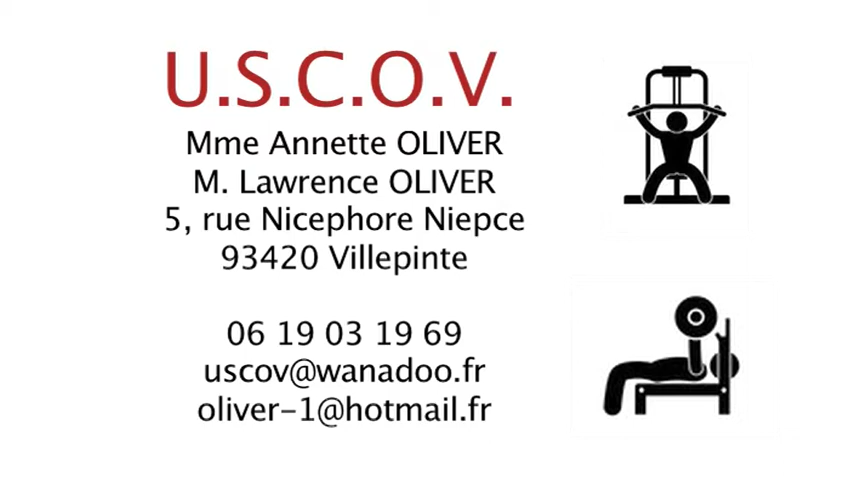 U.S.C.O.V.
Mme Annette OLIVER
M. Lawrence OLIVER
5, rue Nicephore Niepce
93420 Villepinte
06 19 03 19 69
uscov@wanadoo.fr
oliver-1@hotmail.fr